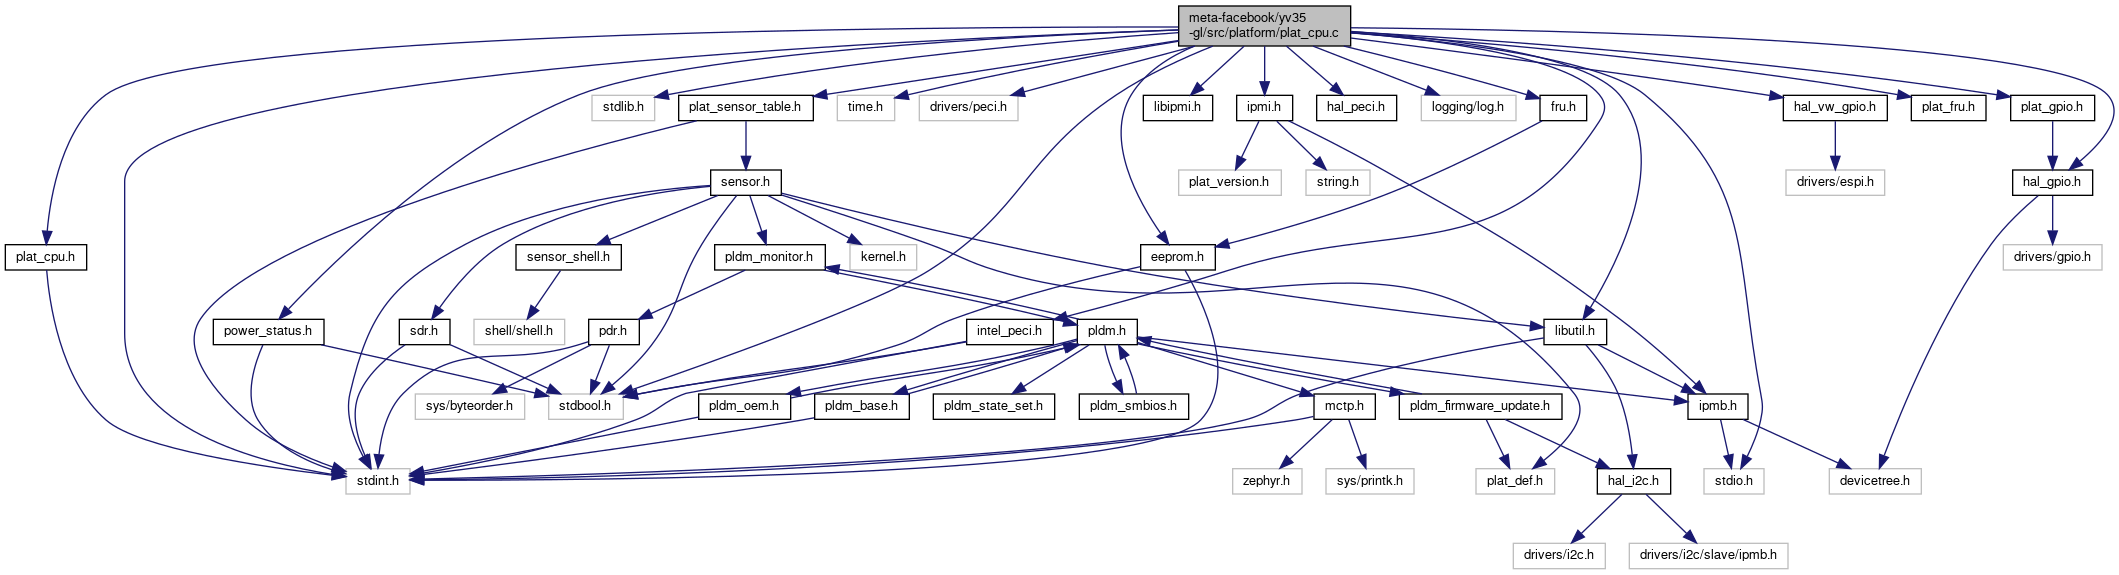 meta-facebook/yv35
-gl/src/platform/plat_cpu.c
stdlib.h
plat_sensor_table.h
time.h
drivers/peci.h
libipmi.h
ipmi.h
hal_peci.h
logging/log.h
fru.h
hal_vw_gpio.h
plat_fru.h
plat_gpio.h
sensor.h
plat_version.h
string.h
drivers/espi.h
hal_gpio.h
plat_cpu.h
sensor_shell.h
pldm_monitor.h
kernel.h
eeprom.h
drivers/gpio.h
power_status.h
sdr.h
shell/shell.h
pdr.h
intel_peci.h
pldm.h
libutil.h
sys/byteorder.h
stdbool.h
pldm_oem.h
pldm_base.h
pldm_state_set.h
pldm_smbios.h
mctp.h
pldm_firmware_update.h
ipmb.h
stdint.h
zephyr.h
sys/printk.h
plat_def.h
hal_i2c.h
stdio.h
devicetree.h
drivers/i2c.h
drivers/i2c/slave/ipmb.h